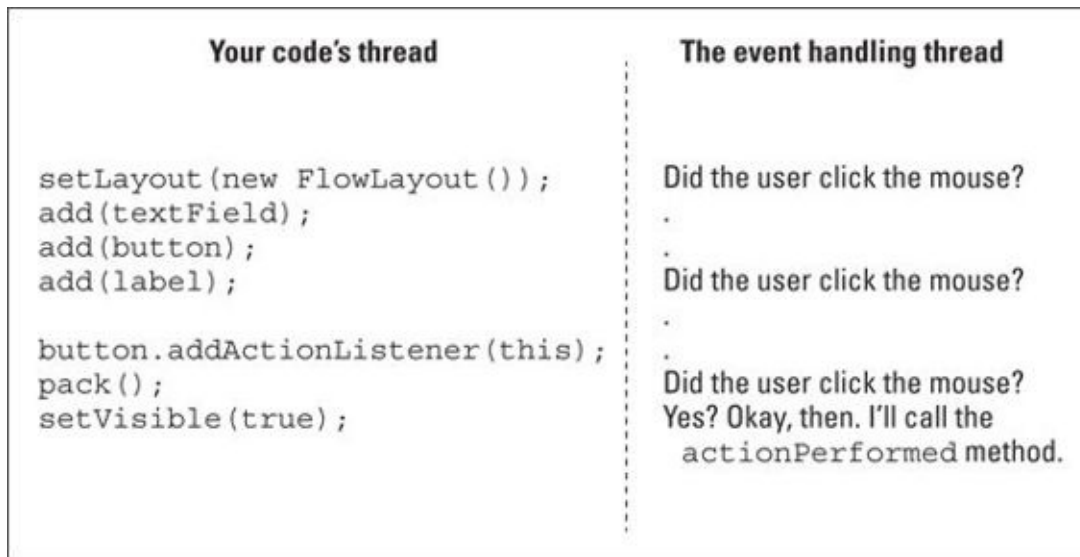 Your code's thread
setLayout(new FlowLayout());
add(textField);
add(button);
add(label);
button.addActionListener(this);
pack();
setVisible(true);
The event handling thread
Did the user click the mouse?
.
.
Did the user click the mouse?
.
.
Did the user click the mouse?
Yes? Okay, then. I'll call the
actionPerformed method.